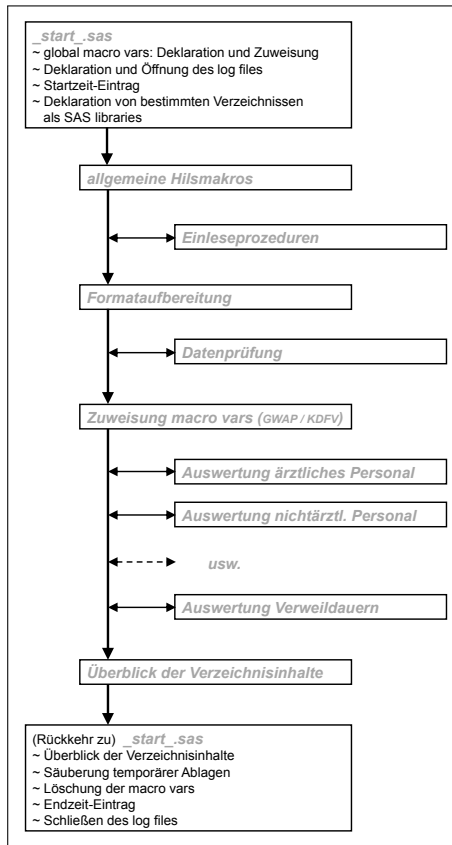 _start_.sas
~ global macro vars: Deklaration und Zuweisung
~ Deklaration und Öffnung des log files
~ Startzeit-Eintrag
~ Deklaration von bestimmten Verzeichnissen
als SAS libraries
allgemeine Hilsmakros
Einleseprozeduren
Formataufbereitung
Datenprüfung
Zuweisung macro vars (GWAP / KDFV)
Auswertung ärztliches Personal
Auswertung nichtärztl. Personal
usw.
Auswertung Verweildauern
Überblick der Verzeichnisinhalte
(Rückkehr zu) _start_.sas
~ Überblick der Verzeichnisinhalte
~ Säuberung temporärer Ablagen
~ Löschung der macro vars
~ Endzeit-Eintrag
~ Schließen des log files